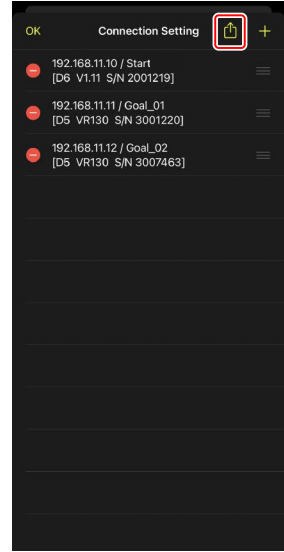 OK Connection Setting +
192.168.11.10 / Start
[D6 V1.11 S/N 2001219]
192.168.11.11 / Goal_01
[D5 VR130 S/N 3001220]
192.168.11.12 / Goal_02
[D5 VR130 S/N 3007463]